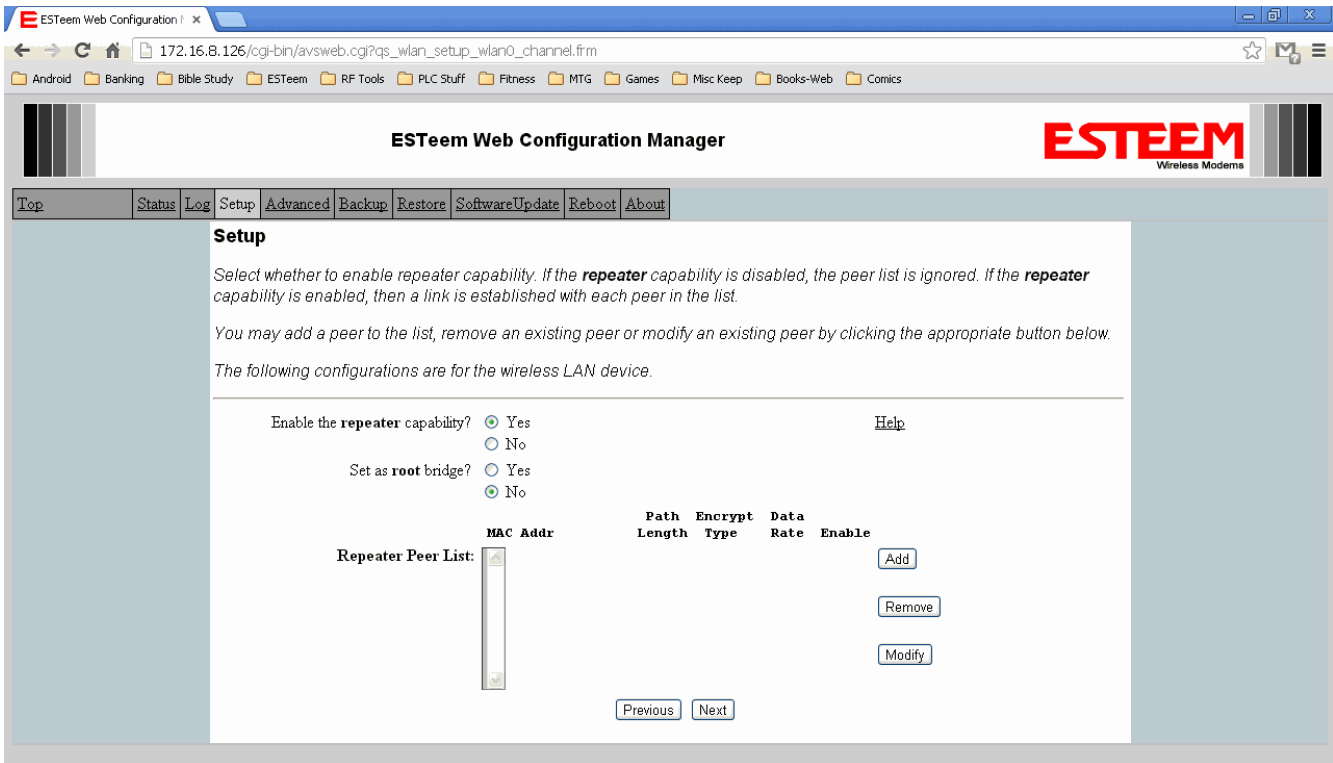 ESTeem Web Configuration M
172.16.8.126/cgi-bin/avsweb.cgi?qs_wlan_setup_wlan0_channel.frm
Android Banking Bible Study ESTeem RF Tools PLC Stuff Fitness MTG Games Misc Keep Books-Web Comics
ESTeem Web Configuration Manager
ESTEEM
Wireless Modems
Top Status Log Setup Advanced Backup Restore SoftwareUpdate Reboot About
Setup
Select whether to enable repeater capability. If the repeater capability is disabled, the peer list is ignored. If the repeater
capability is enabled, then a link is established with each peer in the list.
You may add a peer to the list, remove an existing peer or modify an existing peer by clicking the appropriate button below.
The following configurations are for the wireless LAN device.
Enable the repeater capability? Yes Help
No
Set as root bridge? Yes
No
Path Encrypt Data
MAC Addr Length Type Rate Enable
Repeater Peer List: Add
Remove
Modify
Previous Next